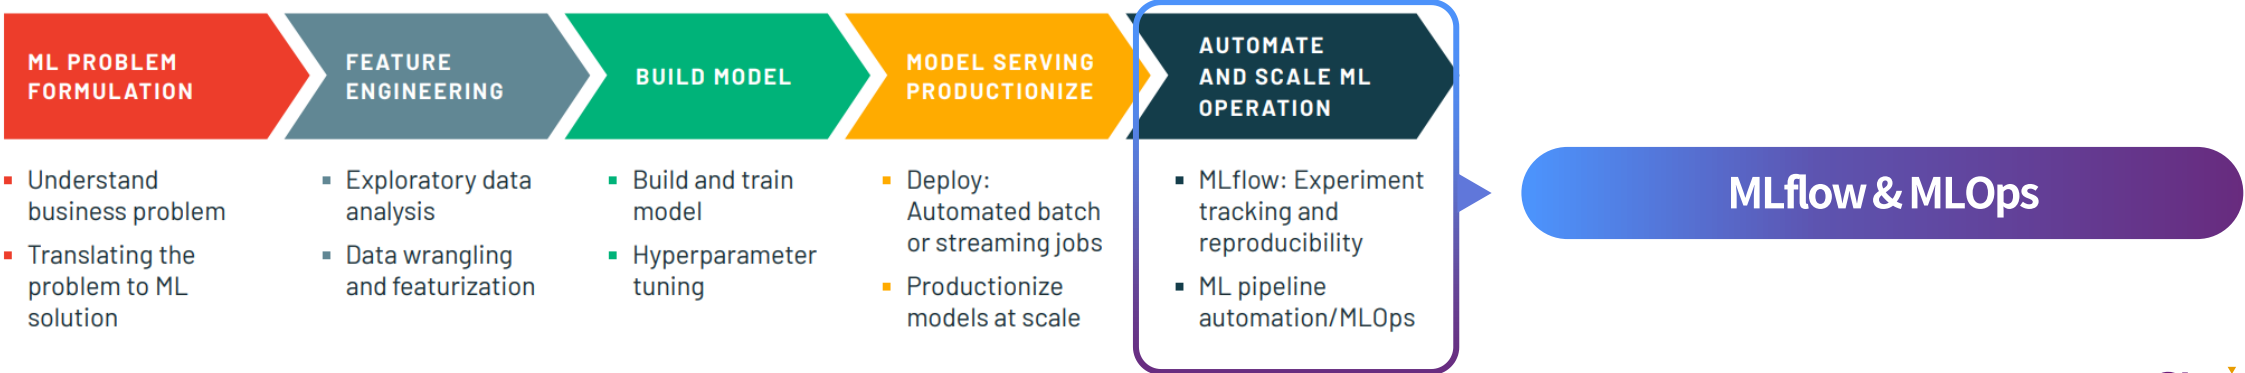 ML PROBLEM
FORMULATION
Understand
business problem
Translating the
problem to ML
solution
FEATURE
ENGINEERING
Exploratory data
analysis
Data wrangling
and featurization
BUILD MODEL
Build and train
model
Hyperparameter
tuning
MODEL SERVING
PRODUCTIONIZE
Deploy:
Automated batch
or streaming jobs
Productionize
models at scale
AUTOMATE
AND SCALE ML
OPERATION
MLflow: Experiment
tracking and
reproducibility
ML pipeline
automation/MLOps
MLflow & MLOps